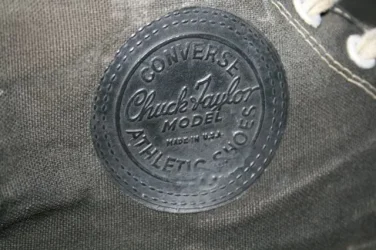 CONVERSE
Chuck Taylor
MODEL
MADE IN U.S.A.
ATHLETIC SHOES